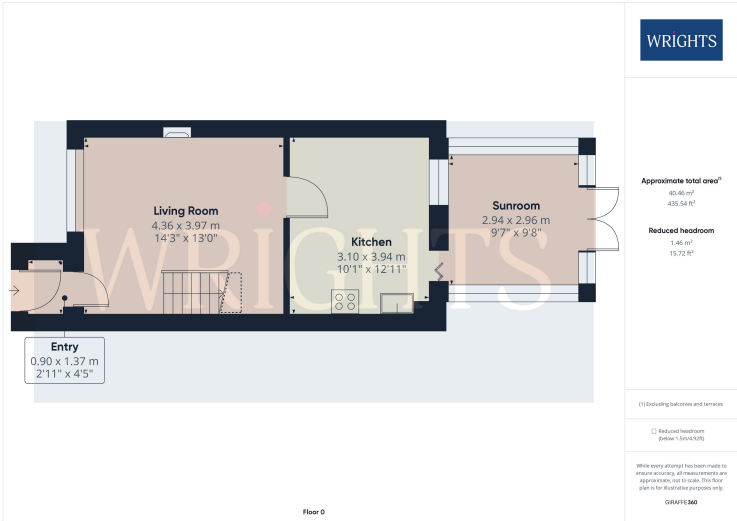 WRIGHTS
Living Room
4.36 x 3.97 m
14'3" x 13'0"
Kitchen
3.10 x 3.94 m
10'1" x 12'11"
Sunroom
2.94 x 2.96 m
9'7" x 9'8"
Entry
0.90 x 1.37 m
2'11" x 4'5"
WRIGHTS
Floor 0
Approximate total area⁽¹⁾
40.46 m²
435.54 ft²
Reduced headroom
1.46 m²
15.72 ft²
(1) Excluding balconies and terraces
Reduced headroom
(below 1.5m/4.92ft)
While every attempt has been made to
ensure accuracy, all measurements are
approximate, not to scale. This floor
plan is for illustrative purposes only.
GIRAFFE360